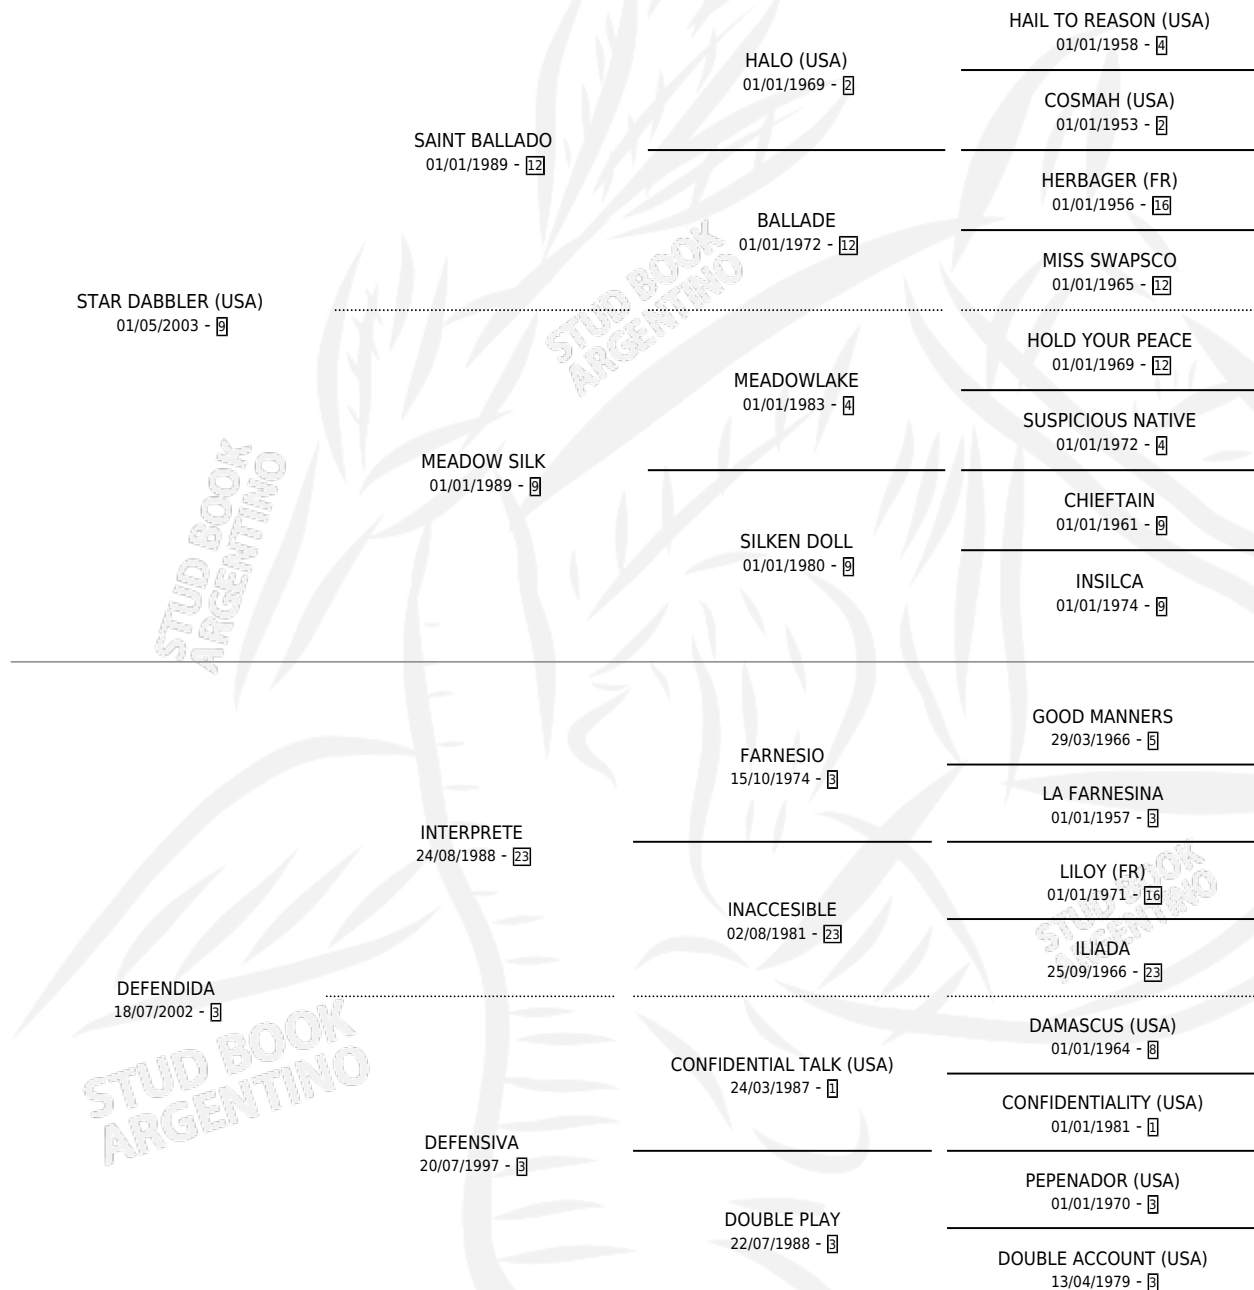 HAIL TO REASON (USA)
01/01/1958 - 4
HALO (USA)
01/01/1969 - 2
COSMAH (USA)
01/01/1953 - 2
SAINT BALLADO
01/01/1989 - 12
HERBAGER (FR)
01/01/1956 - 16
BALLADE
01/01/1972 - 12
MISS SWAPSCO
01/01/1965 - 12
STAR DABBLER (USA)
01/05/2003 - 9
HOLD YOUR PEACE
01/01/1969 - 12
MEADOWLAKE
01/01/1983 - 4
SUSPICIOUS NATIVE
01/01/1972 - 4
MEADOW SILK
01/01/1989 - 9
CHIEFTAIN
01/01/1961 - 9
SILKEN DOLL
01/01/1980 - 9
INSILCA
01/01/1974 - 9
STUD BOOK
ARGENTINO
STUD BOOK
ARGENTINO
GOOD MANNERS
29/03/1966 - 5
FARNESIO
15/10/1974 - 3
LA FARNESINA
01/01/1957 - 3
INTERPRETE
24/08/1988 - 23
LILOY (FR)
01/01/1971 - 16
INACCESIBLE
02/08/1981 - 23
ILIADA
25/09/1966 - 23
DEFENDIDA
18/07/2002 - 3
DAMASCUS (USA)
01/01/1964 - 8
CONFIDENTIAL TALK (USA)
24/03/1987 - 1
CONFIDENTIALITY (USA)
01/01/1981 - 1
DEFENSIVA
20/07/1997 - 3
PEPENADOR (USA)
01/01/1970 - 3
DOUBLE PLAY
22/07/1988 - 3
DOUBLE ACCOUNT (USA)
13/04/1979 - 3
STUD BOOK
ARGENTINO
STUD BOOK
ARGENTINO